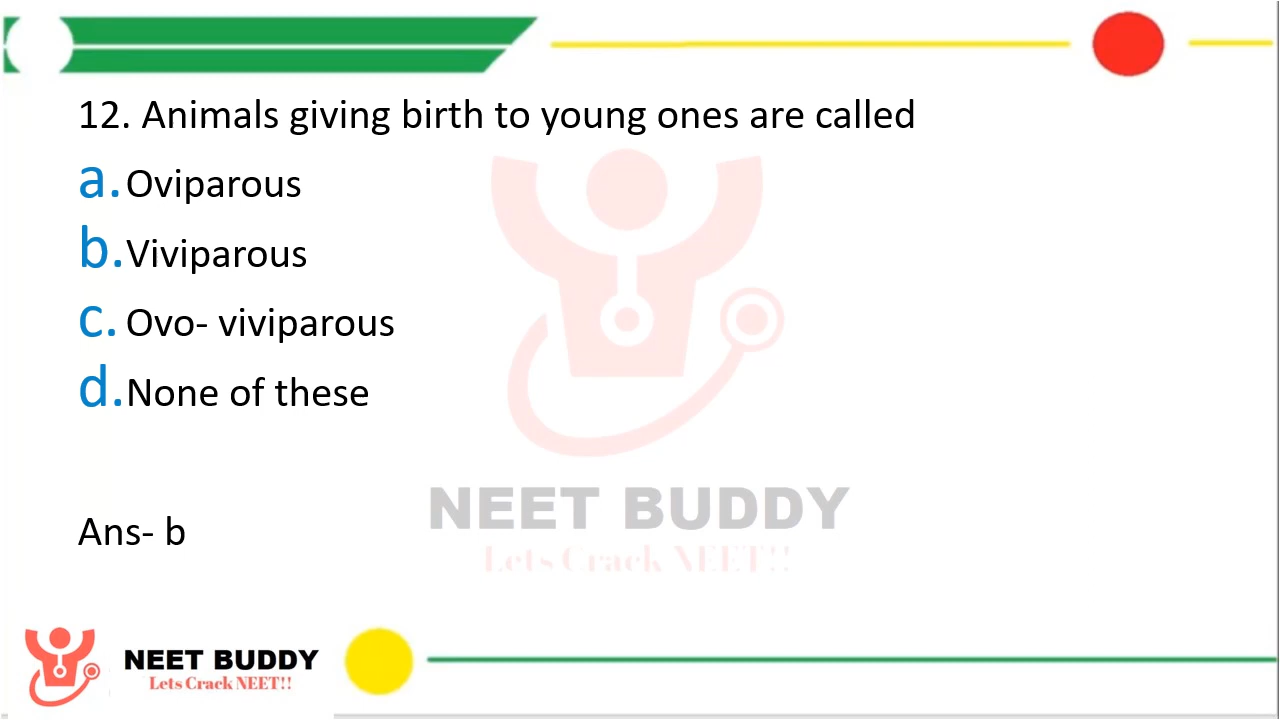 12. Animals giving birth to young ones are called
a. Oviparous
b. Viviparous
c. Ovo- viviparous
d. None of these
NEET BUDDY
Lets Crack NEET!!
Ans- b
NEET BUDDY
Lets Crack NEET!!